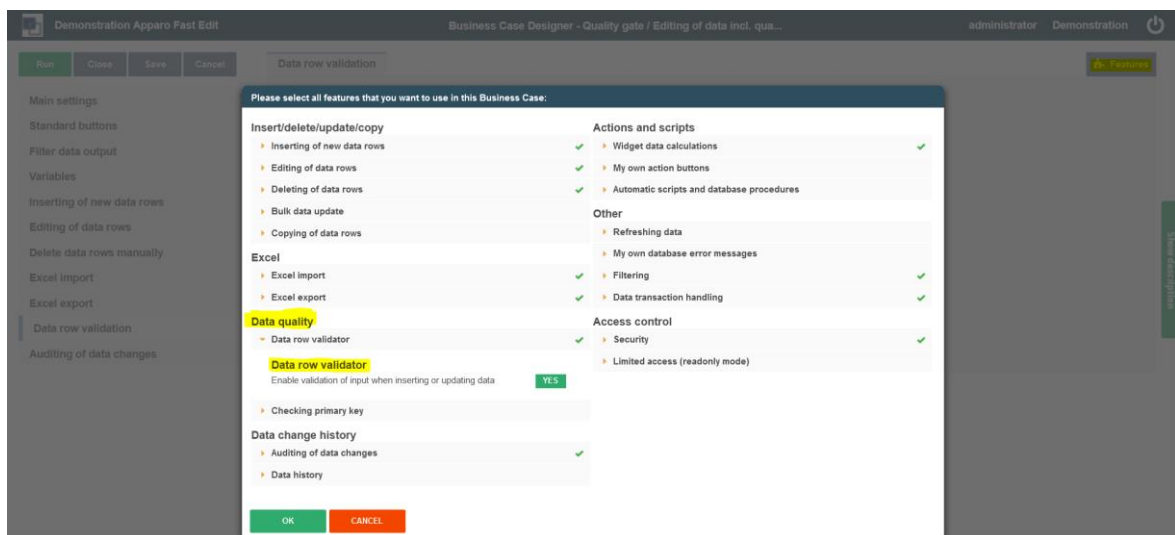 Demonstration Apparo Fast Edit
Business Case Designer - Quality gate / Editing of data incl. qua...
administrator Demonstration
Run Close Save Cancel
Data row validation
Features
Main settings
Standard buttons
Filter data output
Variables
Inserting of new data rows
Editing of data rows
Delete data rows manually
Excel import
Excel export
Data row validation
Auditing of data changes
Please select all features that you want to use in this Business Case:
Insert/delete/update/copy
Inserting of new data rows
Editing of data rows
Deleting of data rows
Bulk data update
Copying of data rows
Excel
Excel import
Excel export
Data quality
Data row validator
Data row validator
Enable validation of input when inserting or updating data YES
Checking primary key
Data change history
Auditing of data changes
Data history
Actions and scripts
Widget data calculations
My own action buttons
Automatic scripts and database procedures
Other
Refreshing data
My own database error messages
Filtering
Data transaction handling
Access control
Security
Limited access (readonly mode)
OK CANCEL
Show description